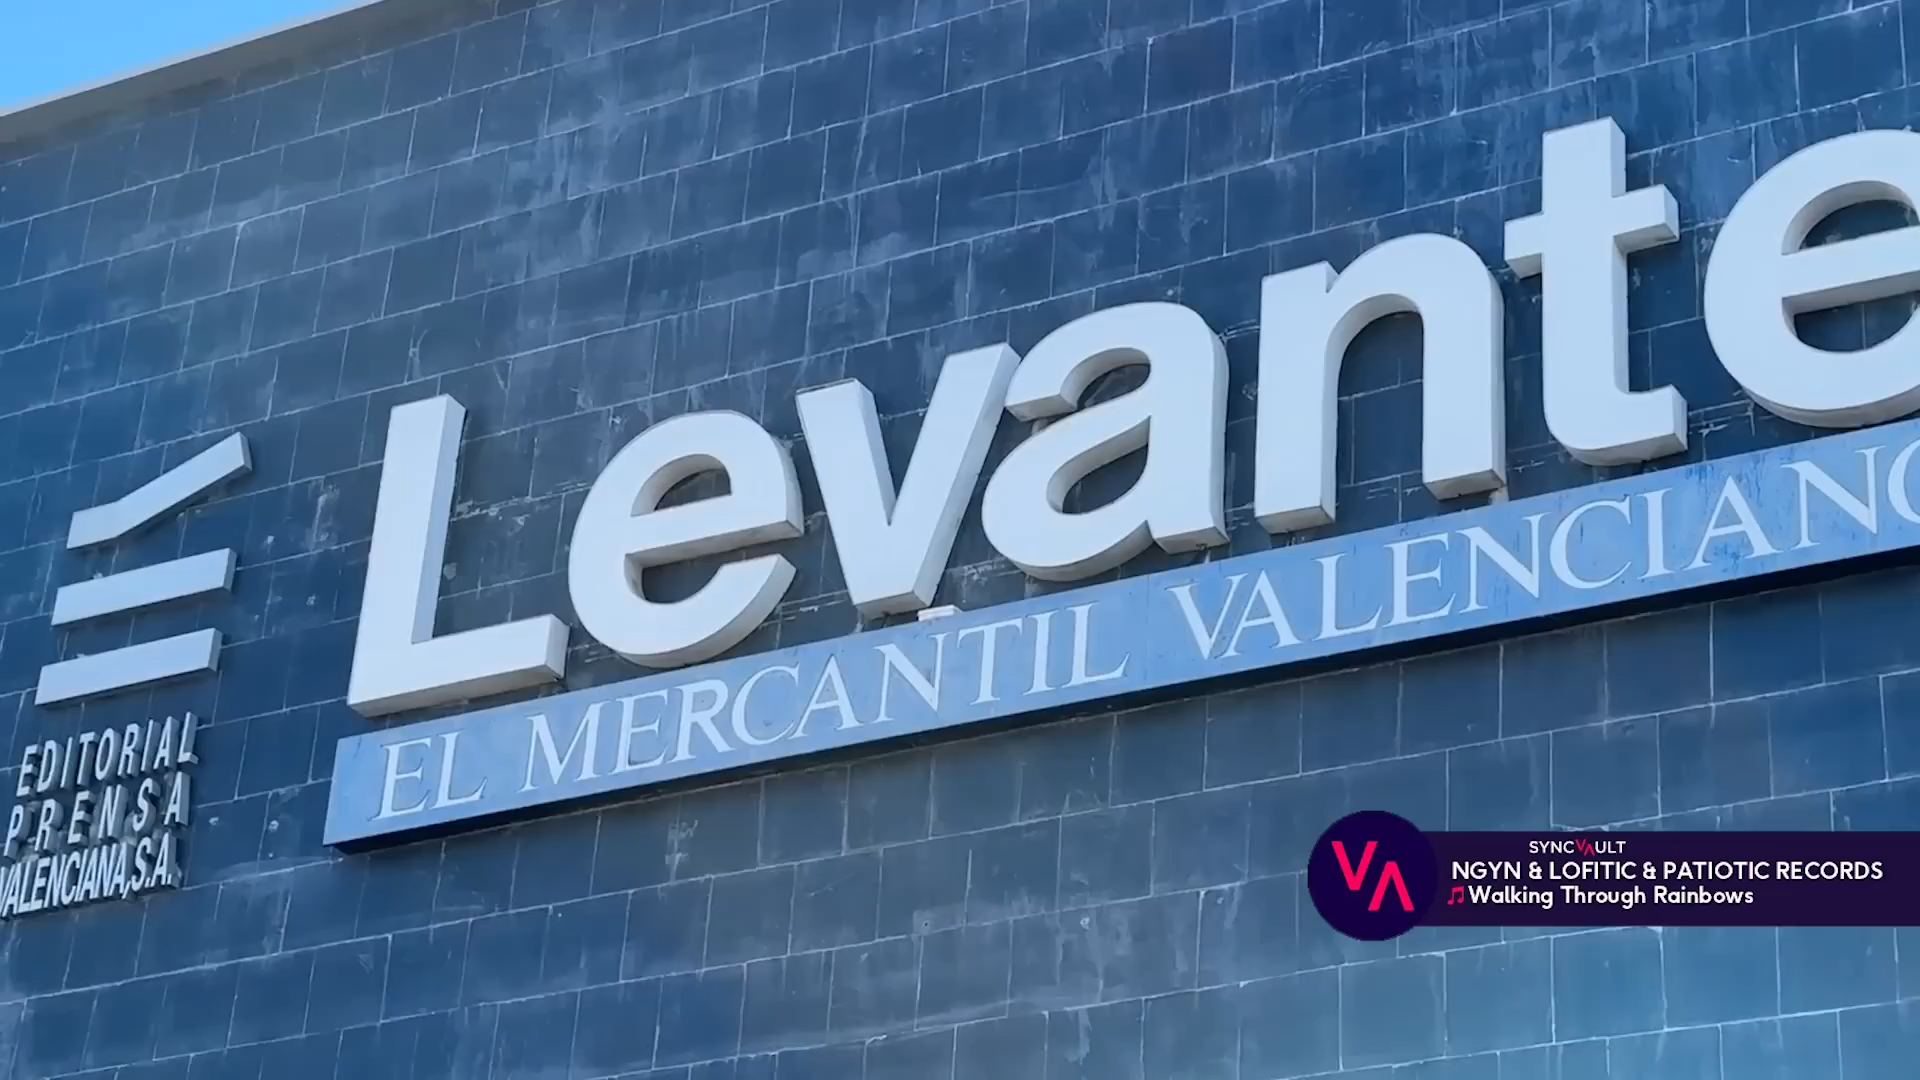 Levante
EL MERCANTIL VALENCIANO
EDITORIAL
PRENSA
VALENCIANA, S.A.
SYNCVAULT
NGYN & LOFITIC & PATIOTIC RECORDS
Walking Through Rainbows